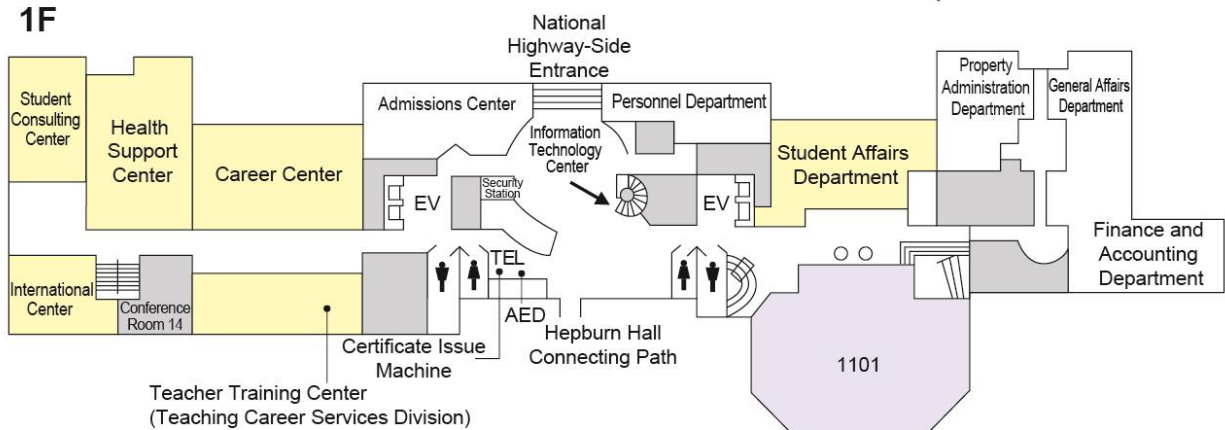 1F
National
Highway-Side
Entrance
Student
Consulting
Center
Health
Support
Center
Career Center
Admissions Center
Personnel Department
Information
Technology
Center
Security
Station
EV
EV
Student Affairs
Department
Property
Administration
Department
General Affairs
Department
Finance and
Accounting
Department
International
Center
Conference
Room 14
TEL
AED
Certificate Issue
Machine
Hepburn Hall
Connecting Path
1101
Teacher Training Center
(Teaching Career Services Division)